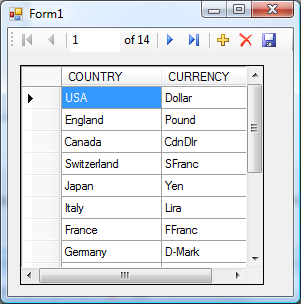 Form1
1 of 14
COUNTRY CURRENCY
USA Dollar
England Pound
Canada CdnDlr
Switzerland SFranc
Japan Yen
Italy Lira
France FFranc
Germany D-Mark